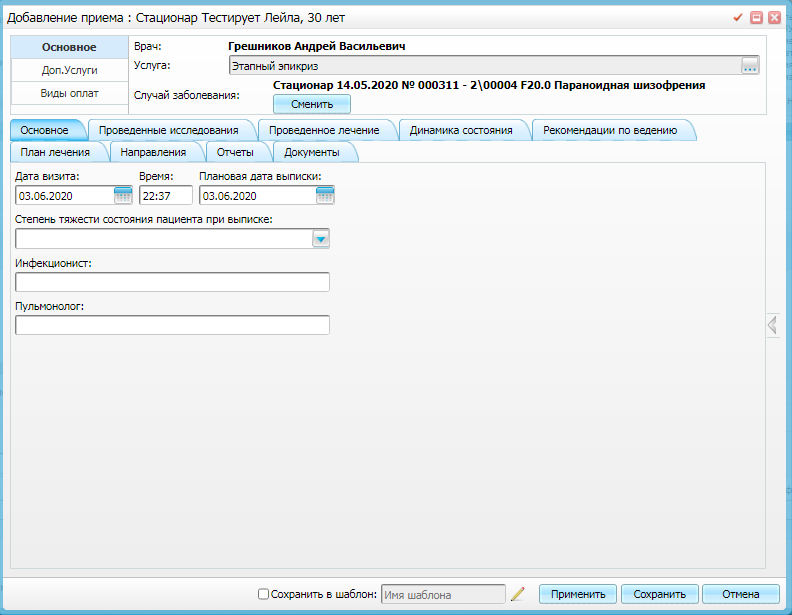 Добавление приема : Стационар Тестирует Лейла, 30 лет
Основное
Доп.Услуги
Виды оплат
Врач: Грешников Андрей Васильевич
Услуга: Этапный эпикриз ...
Случай заболевания: Стационар 14.05.2020 № 000311 - 2\00004 F20.0 Параноидная шизофрения
Сменить
Основное Проведенные исследования Проведенное лечение Динамика состояния Рекомендации по ведению
План лечения Направления Отчеты Документы
Дата визита: Время: Плановая дата выписки:
03.06.2020 22:37 03.06.2020
Степень тяжести состояния пациента при выписке:
Инфекционист:
Пульмонолог:
Сохранить в шаблон: Имя шаблона Применить Сохранить Отмена